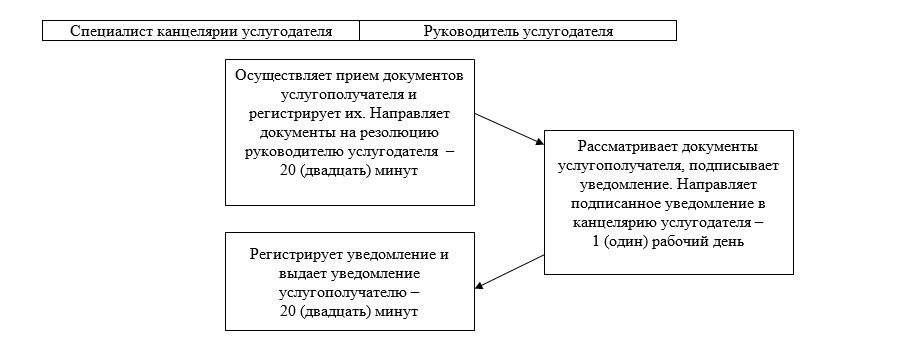 Специалист канцелярии услугодателя
Руководитель услугодателя
Осуществляет прием документов
услугополучателя и
регистрирует их. Направляет
документы на резолюцию
руководителю услугодателя –
20 (двадцать) минут
Рассматривает документы
услугополучателя, подписывает
уведомление. Направляет
подписанное уведомление в
канцелярию услугодателя –
1 (один) рабочий день
Регистрирует уведомление и
выдает уведомление
услугополучателю –
20 (двадцать) минут